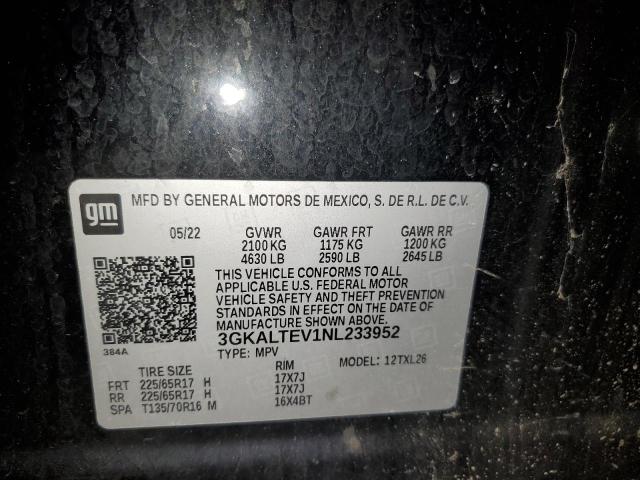 gm
MFD BY GENERAL MOTORS DE MEXICO, S. DE R.L. DE C.V.
05/22 GVWR GAWR FRT GAWR RR
2100 KG 1175 KG 1200 KG
4630 LB 2590 LB 2645 LB
THIS VEHICLE CONFORMS TO ALL
APPLICABLE U.S. FEDERAL MOTOR
VEHICLE SAFETY AND THEFT PREVENTION
STANDARDS IN EFFECT ON THE DATE OF
MANUFACTURE SHOWN ABOVE.
3GKALTEV1NL233952
384A
TYPE: MPV MODEL: 12TXL26
TIRE SIZE RIM
FRT 225/65R17 H 17X7J
RR 225/65R17 H 17X7J
SPA T135/70R16 M 16X4BT